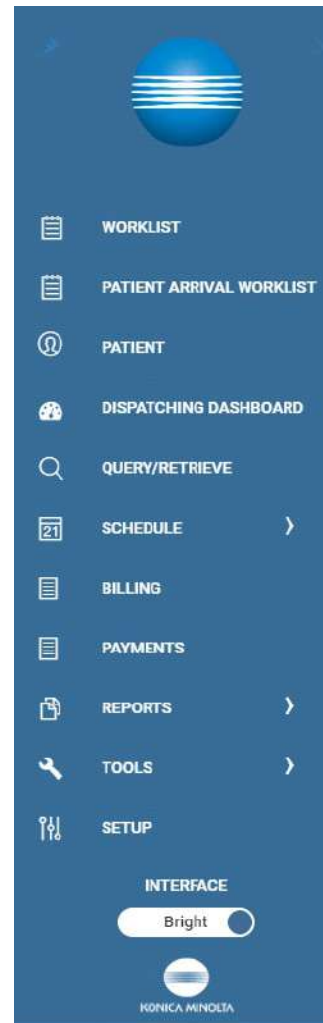 WORKLIST
PATIENT ARRIVAL WORKLIST
PATIENT
DISPATCHING DASHBOARD
QUERY/RETRIEVE
21 SCHEDULE
BILLING
PAYMENTS
REPORTS
TOOLS
SETUP
INTERFACE
Bright
KONICA MINOLTA